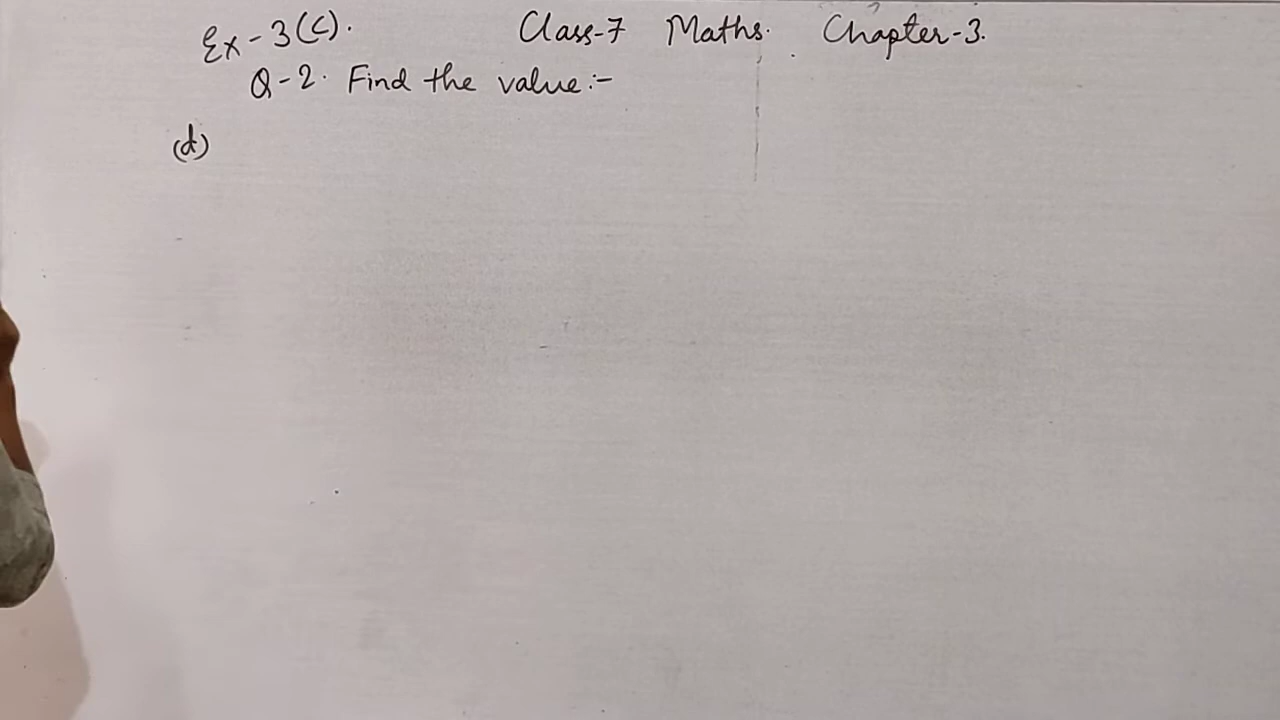 Ex-3(C). Class-7 Maths. Chapter-3.
Q-2. Find the value:-
(d)